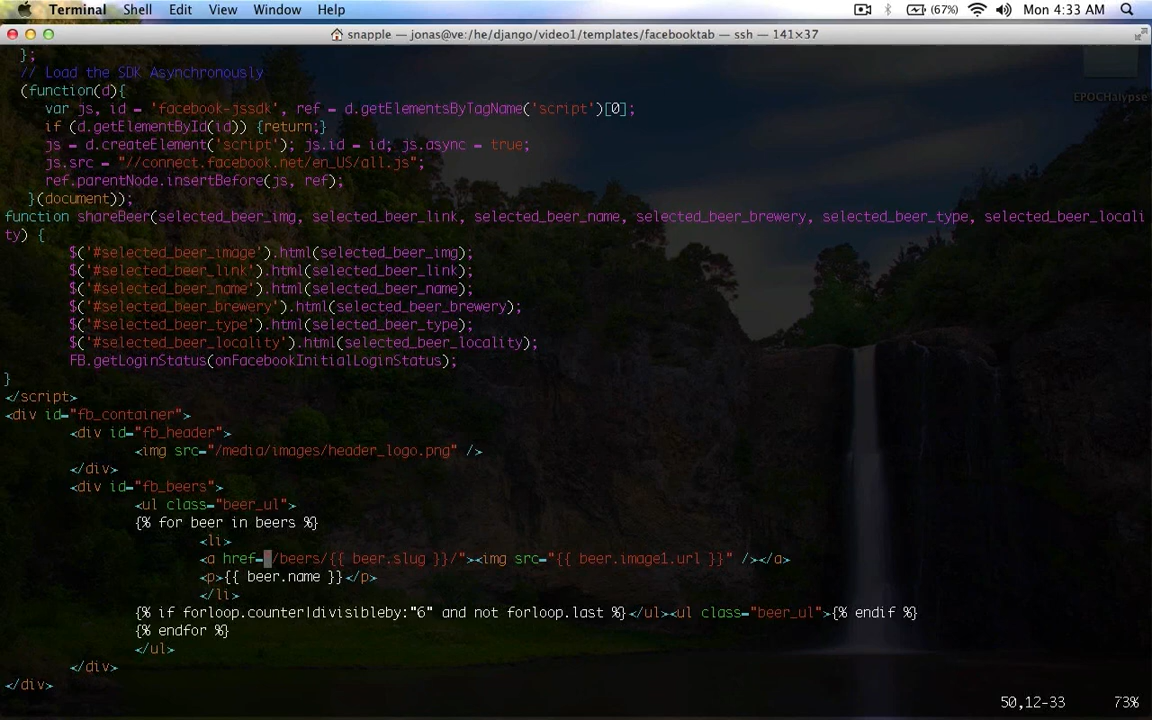 Terminal Shell Edit View Window Help (67%) Mon 4:33 AM
snapple — jonas@ve:/he/django/video1/templates/facebooktab — ssh — 141×37
};
// Load the SDK Asynchronously
(function(d){
var js, id = 'facebook-jssdk', ref = d.getElementsByTagName('script')[0];
if (d.getElementById(id)) {return;}
js = d.createElement('script'); js.id = id; js.async = true;
js.src = "//connect.facebook.net/en_US/all.js";
ref.parentNode.insertBefore(js, ref);
}(document));
function shareBeer(selected_beer_img, selected_beer_link, selected_beer_name, selected_beer_brewery, selected_beer_type, selected_beer_locali
ty) {
$('#selected_beer_image').html(selected_beer_img);
$('#selected_beer_link').html(selected_beer_link);
$('#selected_beer_name').html(selected_beer_name);
$('#selected_beer_brewery').html(selected_beer_brewery);
$('#selected_beer_type').html(selected_beer_type);
$('#selected_beer_locality').html(selected_beer_locality);
FB.getLoginStatus(onFacebookInitialLoginStatus);
}
</script>
<div id="fb_container">
<div id="fb_header">
<img src="/media/images/header_logo.png" />
</div>
<div id="fb_beers">
<ul class="beer_ul">
{% for beer in beers %}
<li>
<a href="/beers/{{ beer.slug }}/"><img src="{{ beer.image1.url }}" /></a>
<p>{{ beer.name }}</p>
</li>
{% if forloop.counter|divisibleby:"6" and not forloop.last %}</ul><ul class="beer_ul">{% endif %}
{% endfor %}
</ul>
</div>
</div>
50,12-33 73%
EPOCHalypse